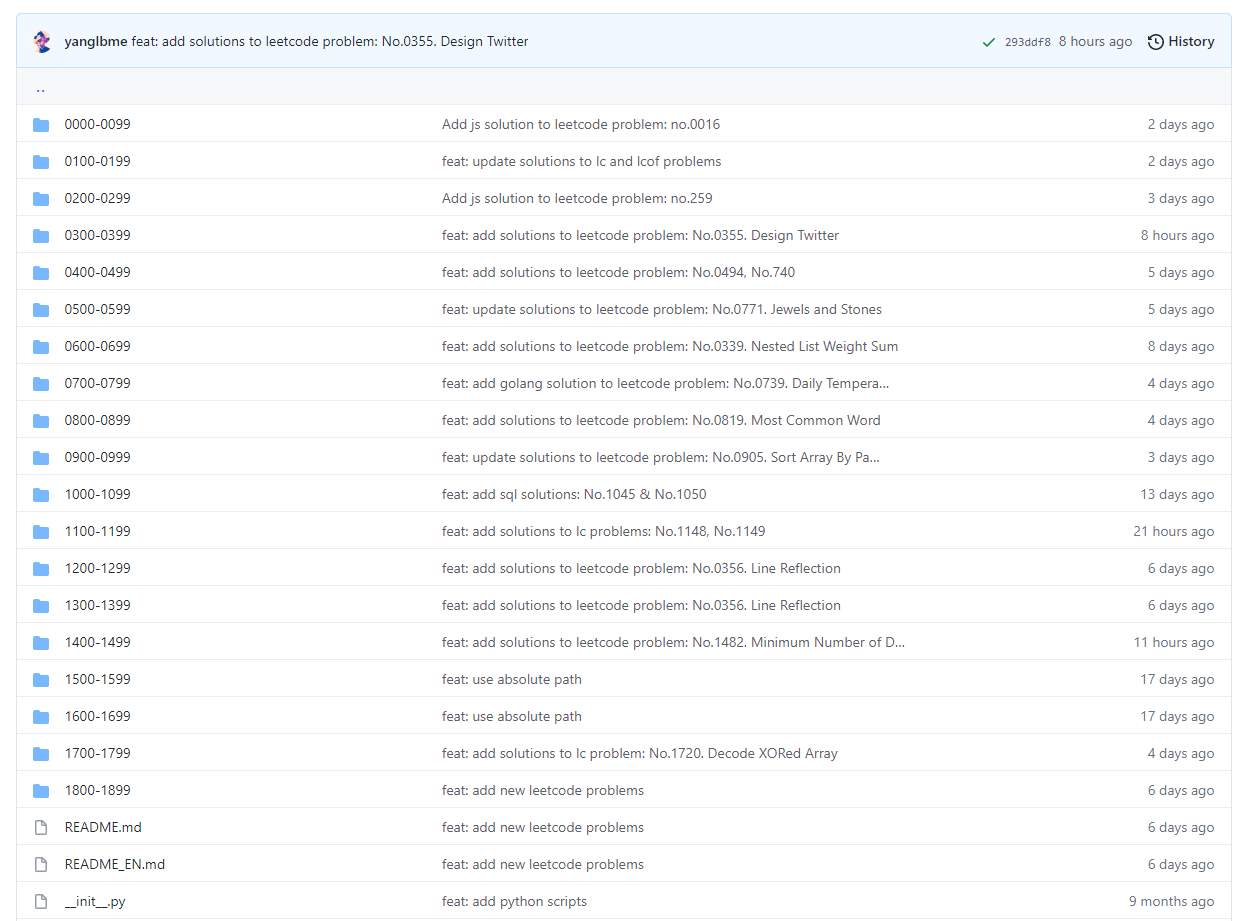 yanglbme feat: add solutions to leetcode problem: No.0355. Design Twitter 293ddf8 8 hours ago History
..
0000-0099 Add js solution to leetcode problem: no.0016 2 days ago
0100-0199 feat: update solutions to lc and lcof problems 2 days ago
0200-0299 Add js solution to leetcode problem: no.259 3 days ago
0300-0399 feat: add solutions to leetcode problem: No.0355. Design Twitter 8 hours ago
0400-0499 feat: add solutions to leetcode problem: No.0494, No.740 5 days ago
0500-0599 feat: update solutions to leetcode problem: No.0771. Jewels and Stones 5 days ago
0600-0699 feat: add solutions to leetcode problem: No.0339. Nested List Weight Sum 8 days ago
0700-0799 feat: add golang solution to leetcode problem: No.0739. Daily Tempera... 4 days ago
0800-0899 feat: add solutions to leetcode problem: No.0819. Most Common Word 4 days ago
0900-0999 feat: update solutions to leetcode problem: No.0905. Sort Array By Pa... 3 days ago
1000-1099 feat: add sql solutions: No.1045 & No.1050 13 days ago
1100-1199 feat: add solutions to lc problems: No.1148, No.1149 21 hours ago
1200-1299 feat: add solutions to leetcode problem: No.0356. Line Reflection 6 days ago
1300-1399 feat: add solutions to leetcode problem: No.0356. Line Reflection 6 days ago
1400-1499 feat: add solutions to leetcode problem: No.1482. Minimum Number of D... 11 hours ago
1500-1599 feat: use absolute path 17 days ago
1600-1699 feat: use absolute path 17 days ago
1700-1799 feat: add solutions to lc problem: No.1720. Decode XORed Array 4 days ago
1800-1899 feat: add new leetcode problems 6 days ago
README.md feat: add new leetcode problems 6 days ago
README_EN.md feat: add new leetcode problems 6 days ago
__init__.py feat: add python scripts 9 months ago